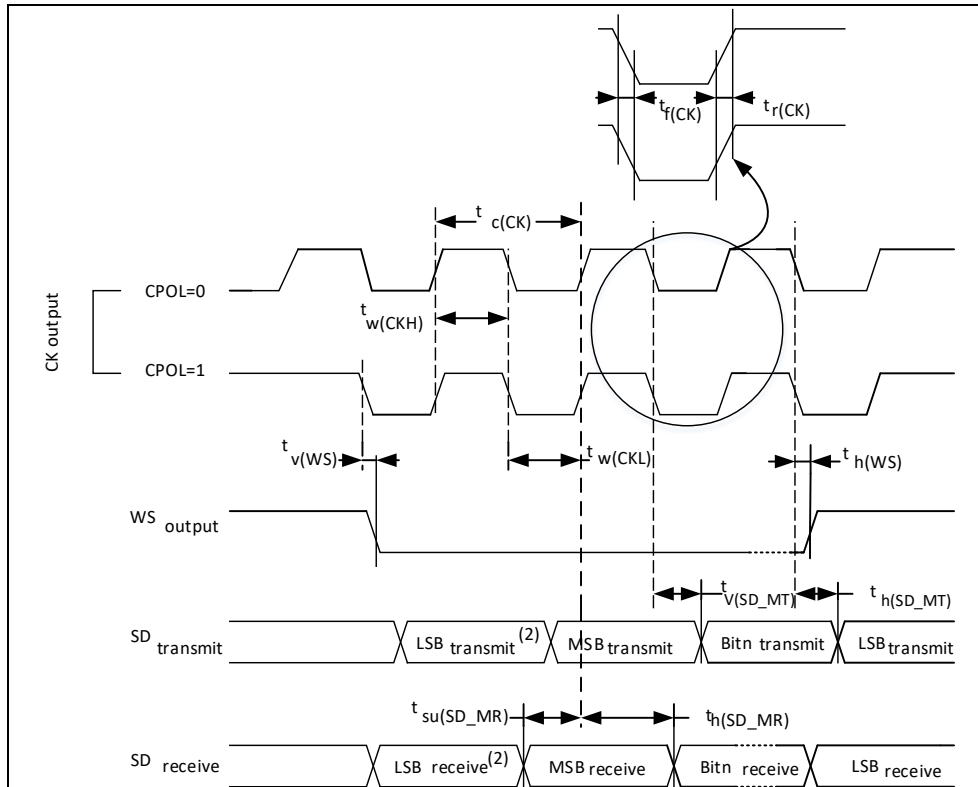 t f(CK)
t r(CK)
t c(CK)
CK output
CPOL=0
t w(CKH)
CPOL=1
t v(WS)
t w(CKL)
t h(WS)
WS output
t V(SD_MT)
t h(SD_MT)
SD transmit
LSB transmit (2)
MSB transmit
Bitn transmit
LSB transmit
t su(SD_MR)
t h(SD_MR)
SD receive
LSB receive (2)
MSB receive
Bitn receive
LSB receive